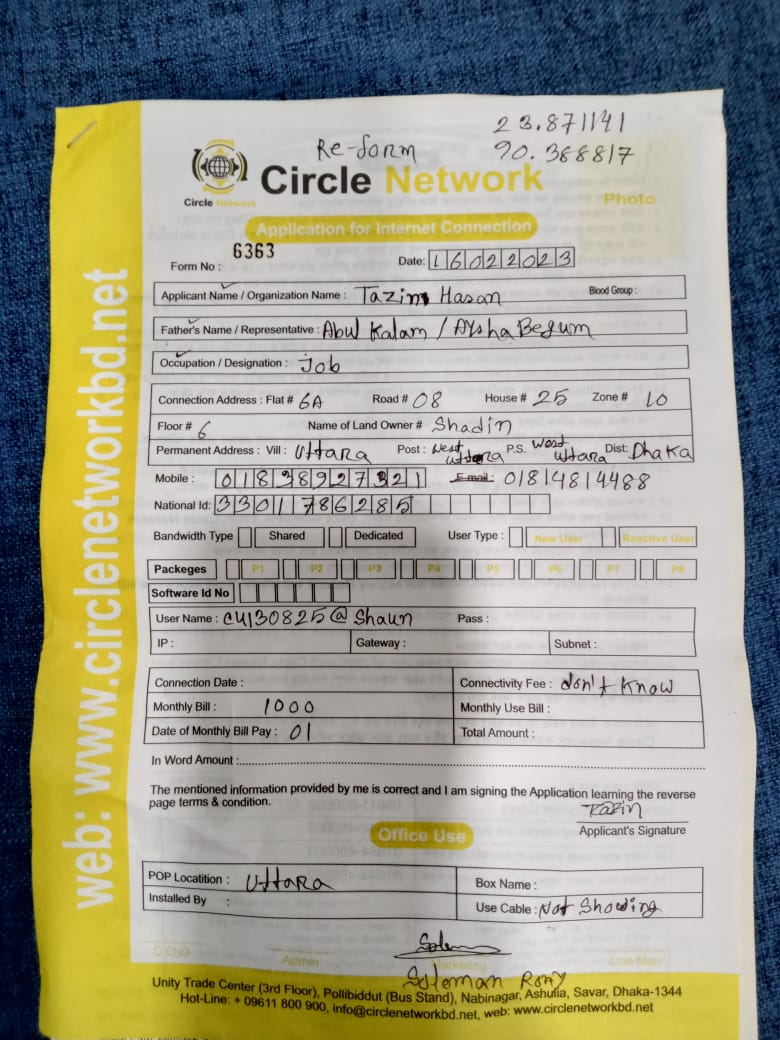 23.871141
Re-form 90.388817
Circle Network
Circle Network
Photo
Application for Internet Connection
6363
Form No :
Date: 16022023
Applicant Name / Organization Name : Tazim Hasan Blood Group :
Father's Name / Representative : Abul Kalam / Aysha Begum
Occupation / Designation : Job
Connection Address : Flat # 6A Road # 08 House # 25 Zone # 10
Floor # 6 Name of Land Owner # Shadin
Permanent Address : Vill : Uttara Post : West uttara P.S. West uttara Dist: Dhaka
Mobile : 01838927321 E-mail: 01814814488
National Id: 3301786285
Bandwidth Type Shared Dedicated User Type : New User Reactive User
Packeges P1 P2 P3 P4 P5 P6 P7 P8
Software Id No
User Name : CU130825@Shaun Pass :
IP : Gateway : Subnet :
Connection Date : Connectivity Fee : don't know
Monthly Bill : 1000 Monthly Use Bill :
Date of Monthly Bill Pay : 01 Total Amount :
In Word Amount :
The mentioned information provided by me is correct and I am signing the Application learning the reverse
page terms & condition.
Applicant's Signature
Office Use
POP Locatition : Uttara Box Name :
Installed By : Use Cable : Not Showing
C.O.O Admin Marketing Line Man
Soleman Rony
Unity Trade Center (3rd Floor), Pollibiddut (Bus Stand), Nabinagar, Ashulia, Savar, Dhaka-1344
Hot-Line: + 09611 800 900, info@circlenetworkbd.net, web: www.circlenetworkbd.net
web: www.circlenetworkbd.net